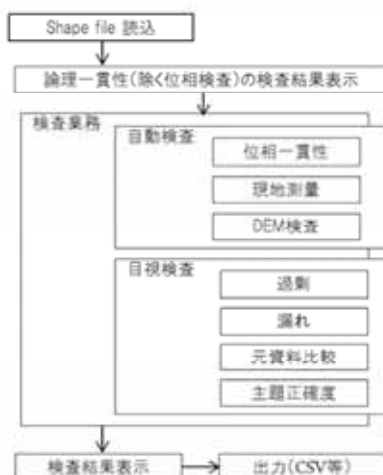 Shape file 読込
論理一貫性(除く位相検査)の検査結果表示
検査業務
自動検査
位相一貫性
現地測量
DEM検査
目視検査
過剰
漏れ
元資料比較
主題正確度
検査結果表示
出力(CSV等)